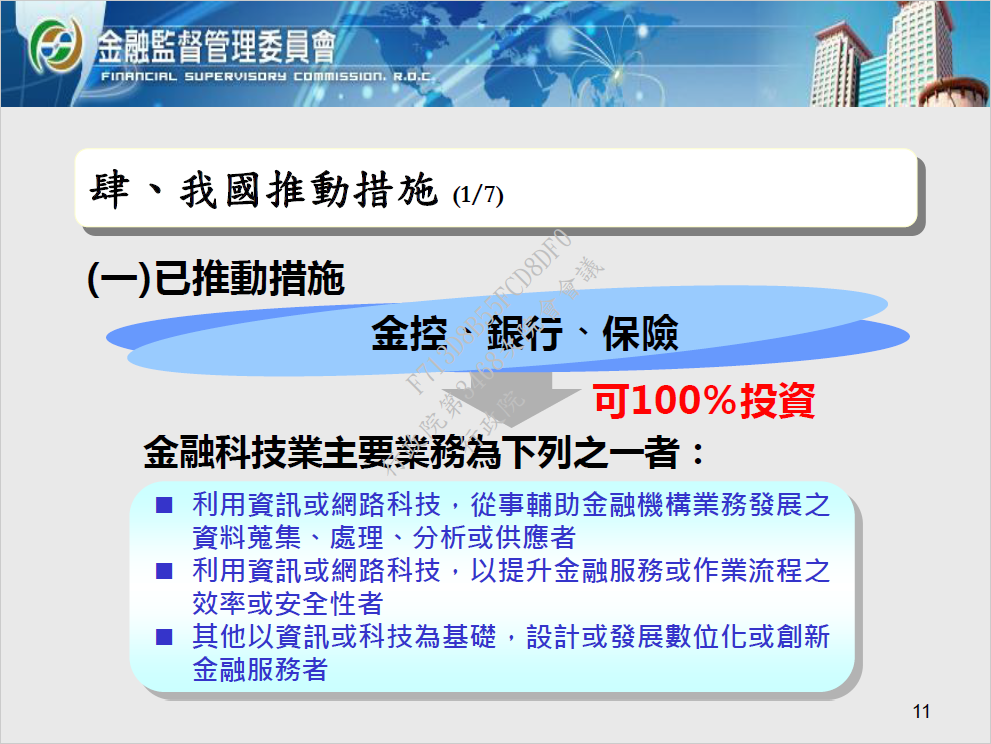 金融監督管理委員會
FINANCIAL SUPERVISORY COMMISSION, R.O.C.
肆、我國推動措施 (1/7)
(一)已推動措施
金控、銀行、保險
可100%投資
金融科技業主要業務為下列之一者：
■ 利用資訊或網路科技，從事輔助金融機構業務發展之
資料蒐集、處理、分析或供應者
■ 利用資訊或網路科技，以提升金融服務或作業流程之
效率或安全性者
■ 其他以資訊或科技為基礎，設計或發展數位化或創新
金融服務者
行政院
11